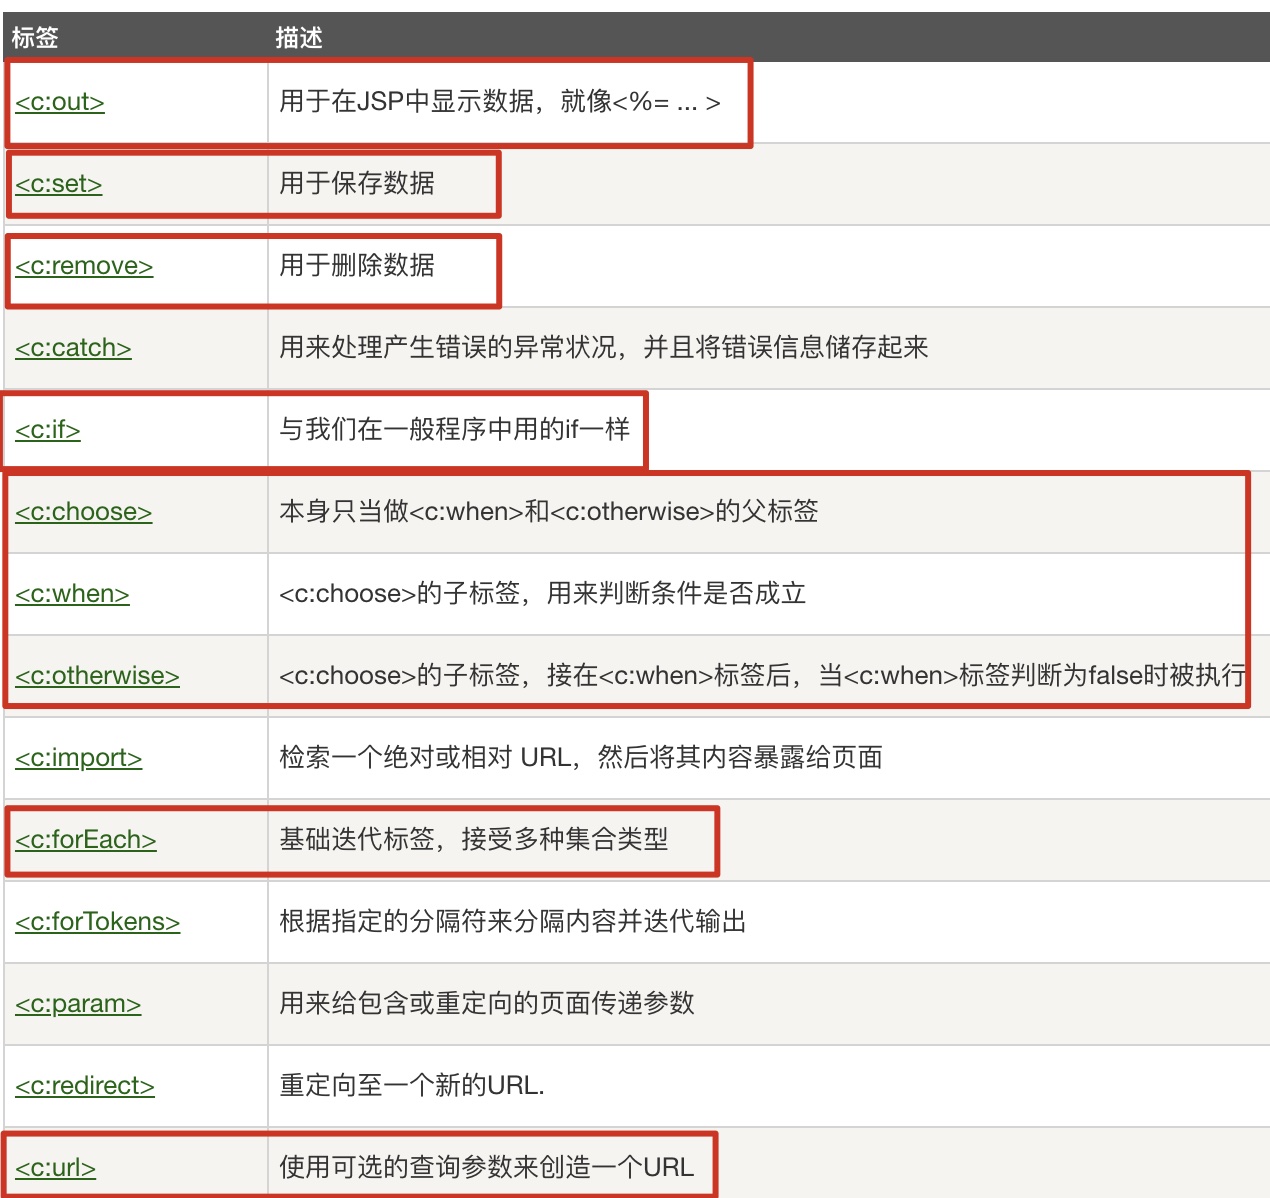 标签 描述
<c:out> 用于在JSP中显示数据，就像<%= ... >
<c:set> 用于保存数据
<c:remove> 用于删除数据
<c:catch> 用来处理产生错误的异常状况，并且将错误信息储存起来
<c:if> 与我们在一般程序中用的if一样
<c:choose> 本身只当做<c:when>和<c:otherwise>的父标签
<c:when> <c:choose>的子标签，用来判断条件是否成立
<c:otherwise> <c:choose>的子标签，接在<c:when>标签后，当<c:when>标签判断为false时被执行
<c:import> 检索一个绝对或相对 URL，然后将其内容暴露给页面
<c:forEach> 基础迭代标签，接受多种集合类型
<c:forTokens> 根据指定的分隔符来分隔内容并迭代输出
<c:param> 用来给包含或重定向的页面传递参数
<c:redirect> 重定向至一个新的URL.
<c:url> 使用可选的查询参数来创造一个URL